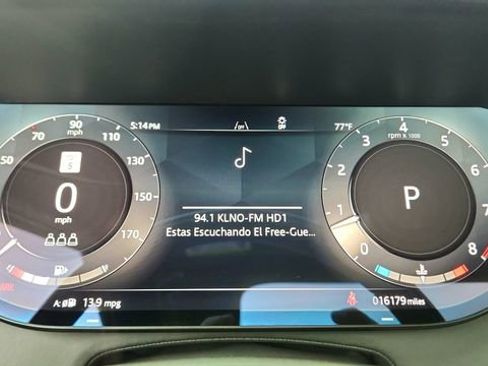 5:14PM
77°F
70
90
mph
110
50
130
150
170
0
mph
94.1 KLNO-FM HD1
Estas Escuchando El Free-Gue...
1
2
3
4
5
6
7
8
rpm x 1000
P
A:
13.9 mpg
016179 miles